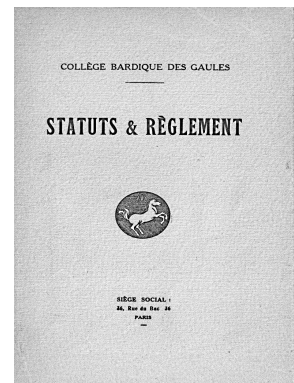 COLLÈGE BARDIQUE DES GAULES
STATUTS & RÈGLEMENT
SIÈGE SOCIAL :
36, Rue du Bac 36
PARIS